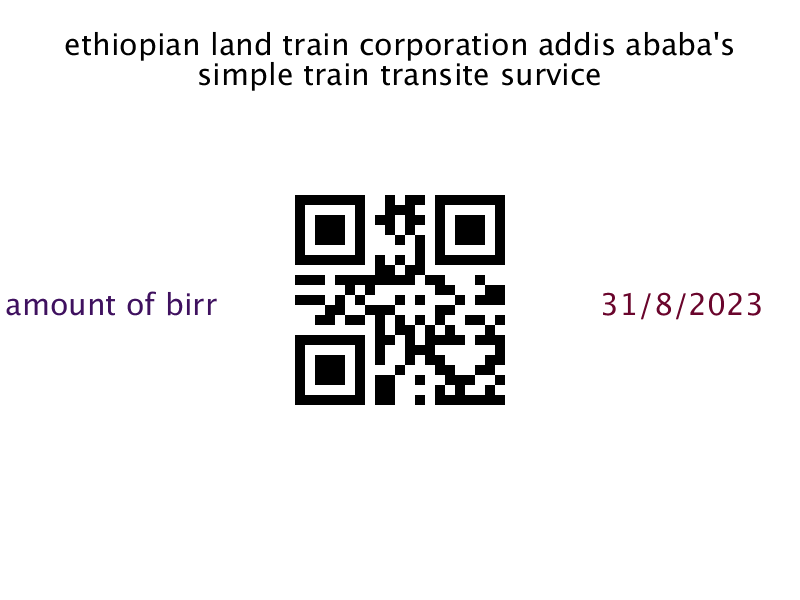 ethiopian land train corporation addis ababa's
simple train transite survice
amount of birr
31/8/2023